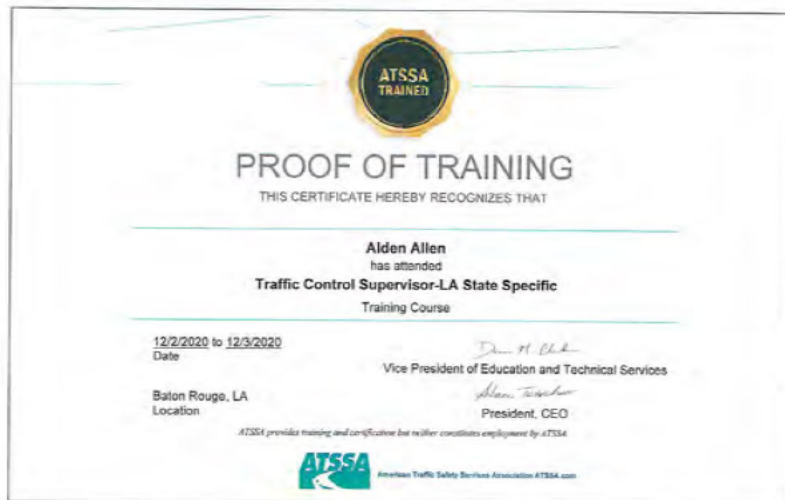 ATSSA
TRAINED
PROOF OF TRAINING
THIS CERTIFICATE HEREBY RECOGNIZES THAT
Alden Allen
has attended
Traffic Control Supervisor-LA State Specific
Training Course
12/2/2020 to 12/3/2020
Date
Vice President of Education and Technical Services
Baton Rouge, LA
Location
President, CEO
ATSSA provides training and certification but neither constitutes employment by ATSSA
ATSSA
American Traffic Safety Services Association ATSSA.com